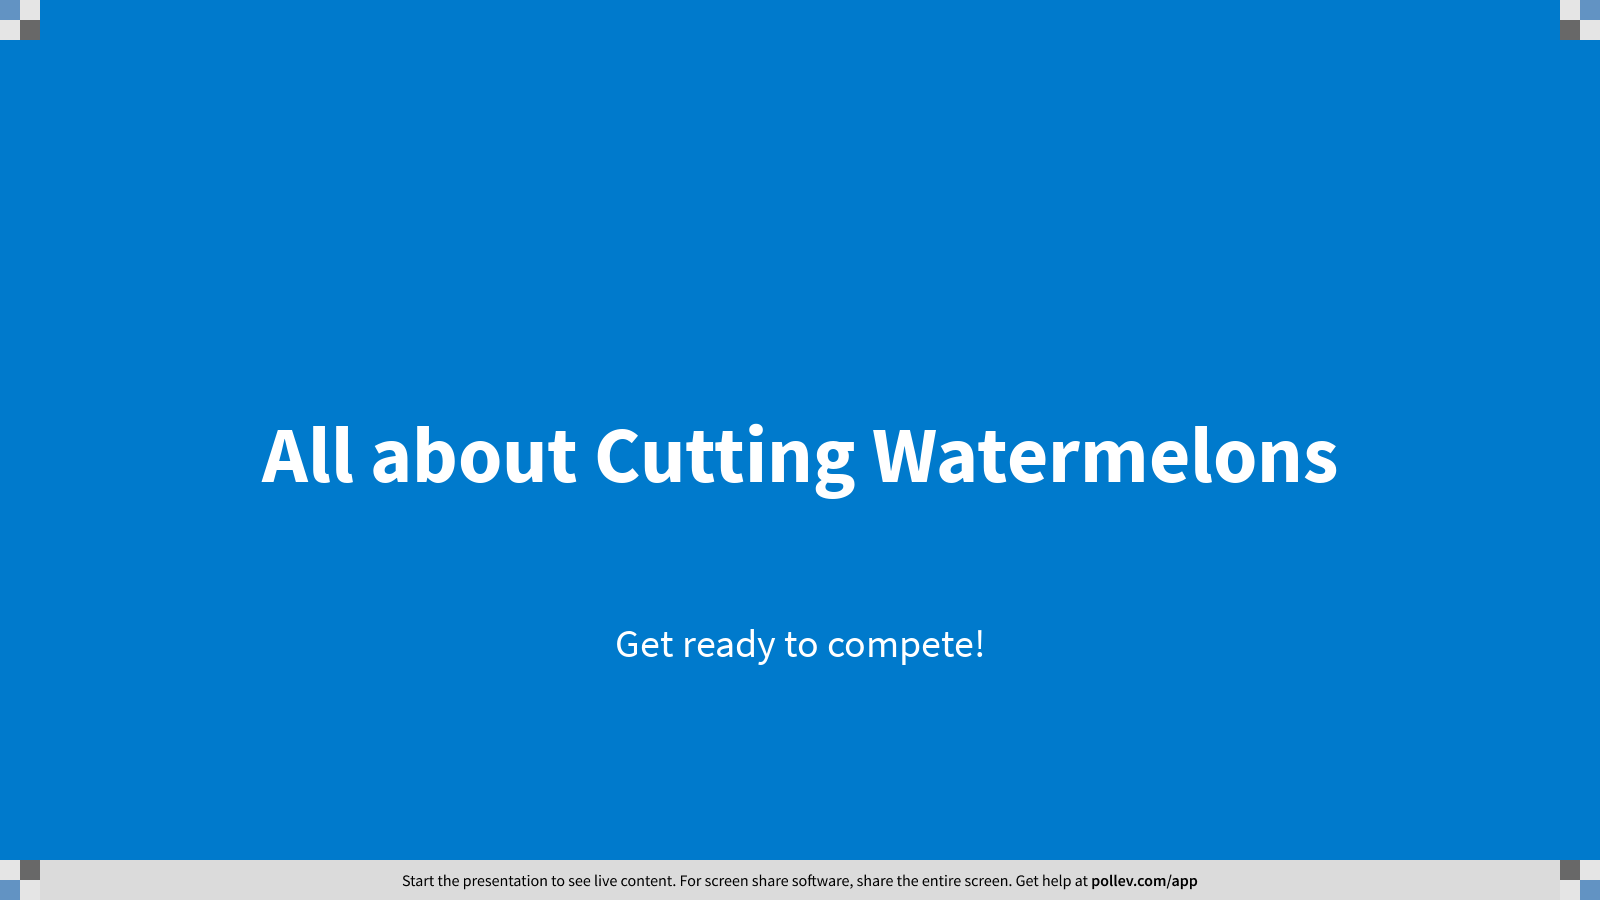 All about Cutting Watermelons
Get ready to compete!
Start the presentation to see live content. For screen share software, share the entire screen. Get help at pollev.com/app